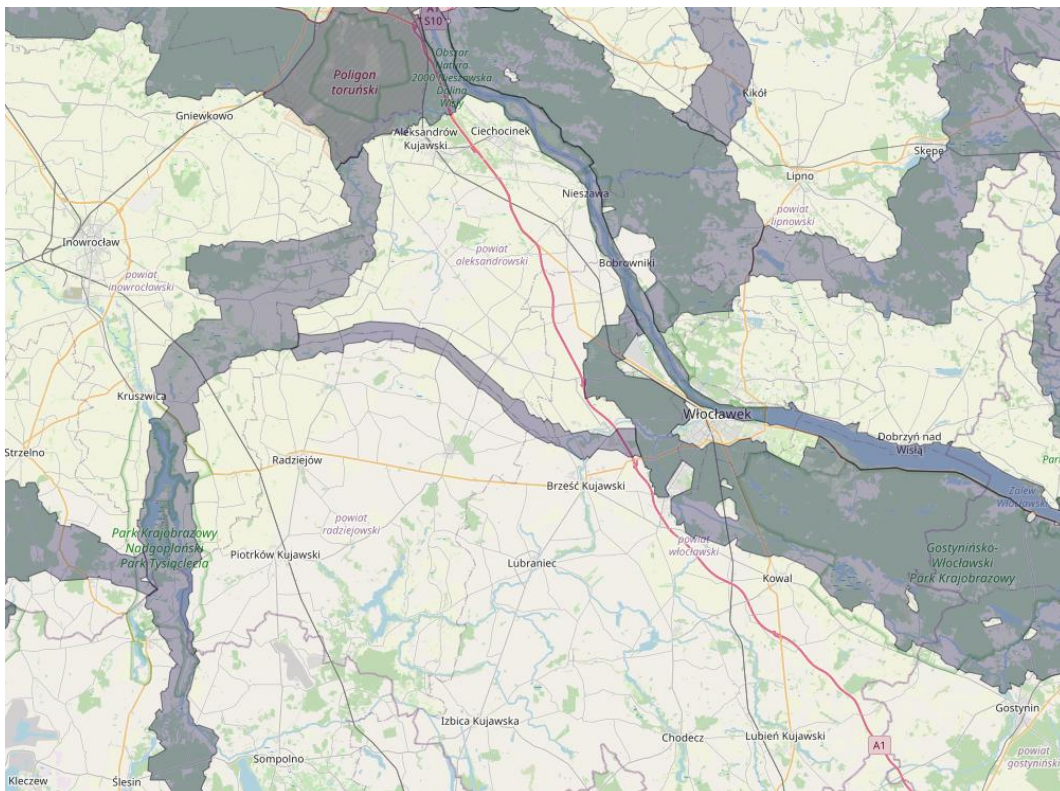 A1
S10
Obszar
Natura
2000 Nieszawska
Dolina
Wisły
Poligon
toruński
Kikół
Gniewkowo
Aleksandrów
Kujawski
Ciechocinek
Skępe
Lipno
Nieszawa
powiat
lipnowski
Inowrocław
powiat
aleksandrowski
Bobrowniki
powiat
inowrocławski
Kruszwica
Włocławek
Dobrzyń nad
Wisłą
Strzelno
Radziejów
Par
Brześć Kujawski
Zalew
Włocławski
powiat
radziejowski
Park Krajobrazowy
Nadgoplański
Park Tysiąclecia
Piotrków Kujawski
powiat
włocławski
Gostynińsko-
Włocławski
Park Krajobrazowy
Lubraniec
Kowal
Gostynin
Izbica Kujawska
Chodecz
Lubień Kujawski
A1
powiat
gostyniński
Sompolno
Kleczew
Ślesin